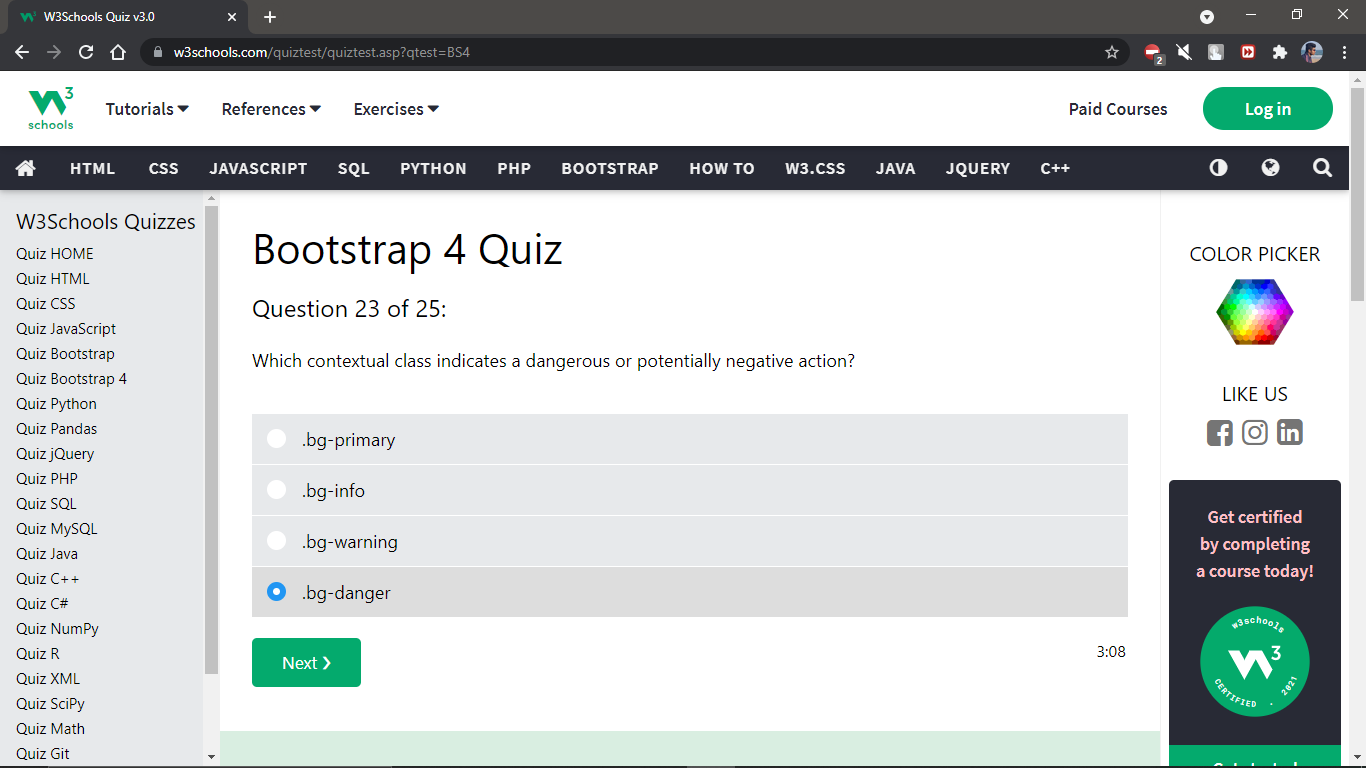 W3Schools Quiz v3.0
w3schools.com/quiztest/quiztest.asp?qtest=BS4
2
3
schools
Tutorials
References
Exercises
Paid Courses
Log in
HTML CSS JAVASCRIPT SQL PYTHON PHP BOOTSTRAP HOW TO W3.CSS JAVA JQUERY C++
W3Schools Quizzes
Quiz HOME
Quiz HTML
Quiz CSS
Quiz JavaScript
Quiz Bootstrap
Quiz Bootstrap 4
Quiz Python
Quiz Pandas
Quiz jQuery
Quiz PHP
Quiz SQL
Quiz MySQL
Quiz Java
Quiz C++
Quiz C#
Quiz NumPy
Quiz R
Quiz XML
Quiz SciPy
Quiz Math
Quiz Git
Bootstrap 4 Quiz
Question 23 of 25:
Which contextual class indicates a dangerous or potentially negative action?
.bg-primary
.bg-info
.bg-warning
.bg-danger
Next ❯
3:08
COLOR PICKER
LIKE US
Get certified
by completing
a course today!
w3schools
3
CERTIFIED . 2021